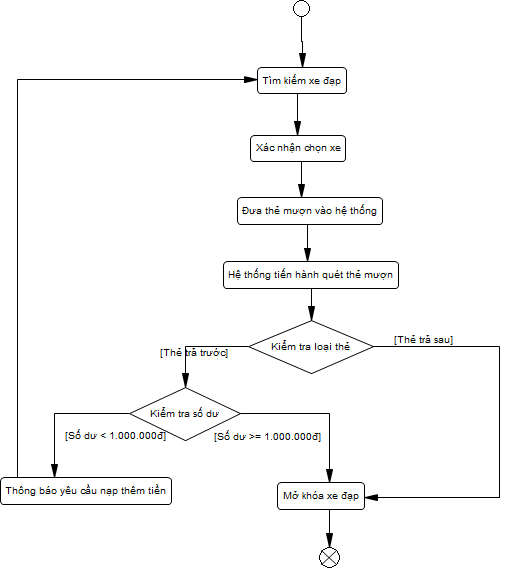 Tìm kiếm xe đạp
Xác nhận chọn xe
Đưa thẻ mượn vào hệ thống
Hệ thống tiến hành quét thẻ mượn
Kiểm tra loại thẻ
[Thẻ trả sau]
[Thẻ trả trước]
Kiểm tra số dư
[Số dư < 1.000.000đ]
[Số dư >= 1.000.000đ]
Thông báo yêu cầu nạp thêm tiền
Mở khóa xe đạp